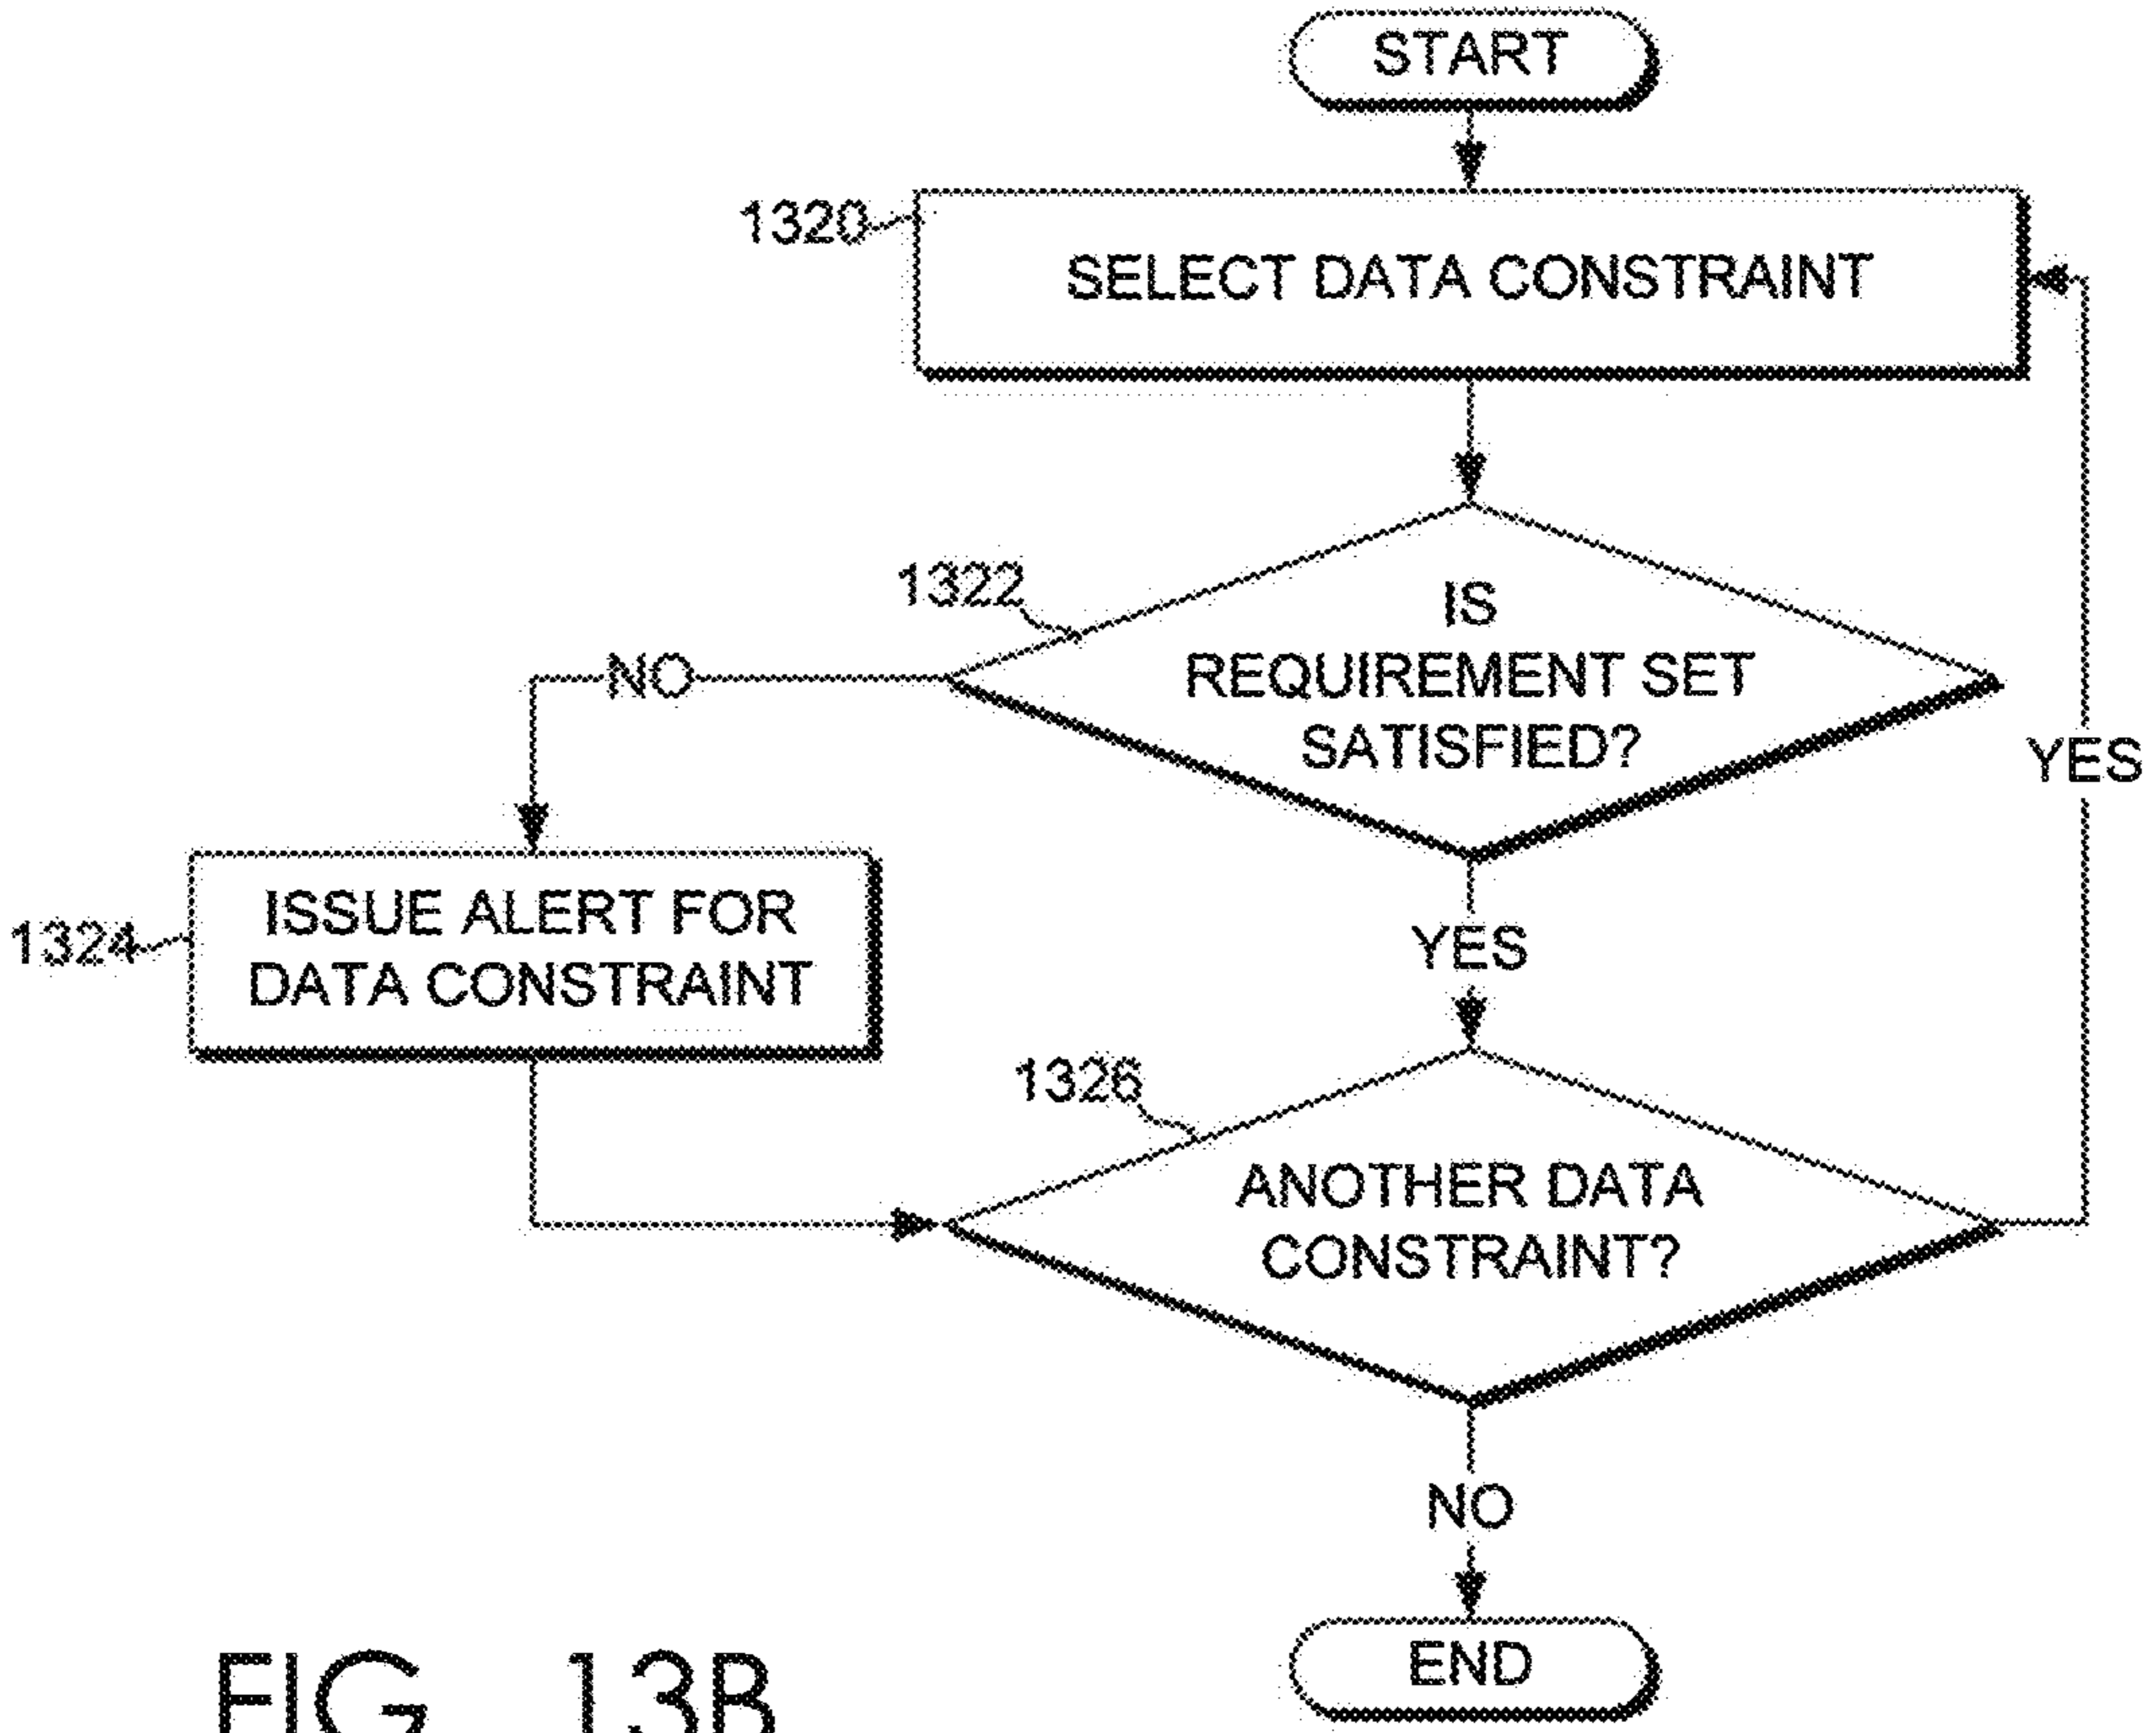 START
1320
SELECT DATA CONSTRAINT
1322
IS
REQUIREMENT SET
SATISFIED?
NO
YES
YES
1324
ISSUE ALERT FOR
DATA CONSTRAINT
1326
ANOTHER DATA
CONSTRAINT?
NO
END
FIG. 13B